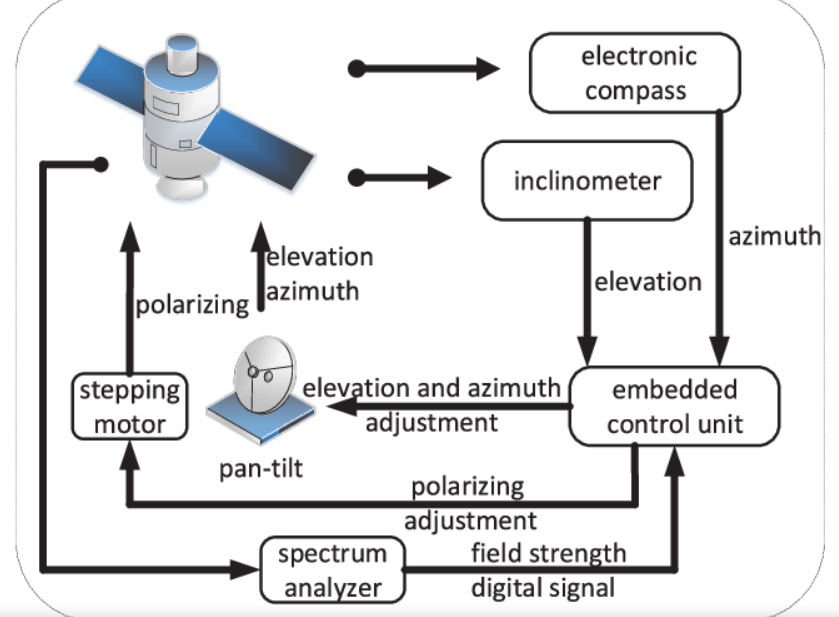 electronic
compass
inclinometer
azimuth
elevation
azimuth
elevation
polarizing
stepping
motor
elevation and azimuth
adjustment
embedded
control unit
pan-tilt
polarizing
adjustment
spectrum
analyzer
field strength
digital signal